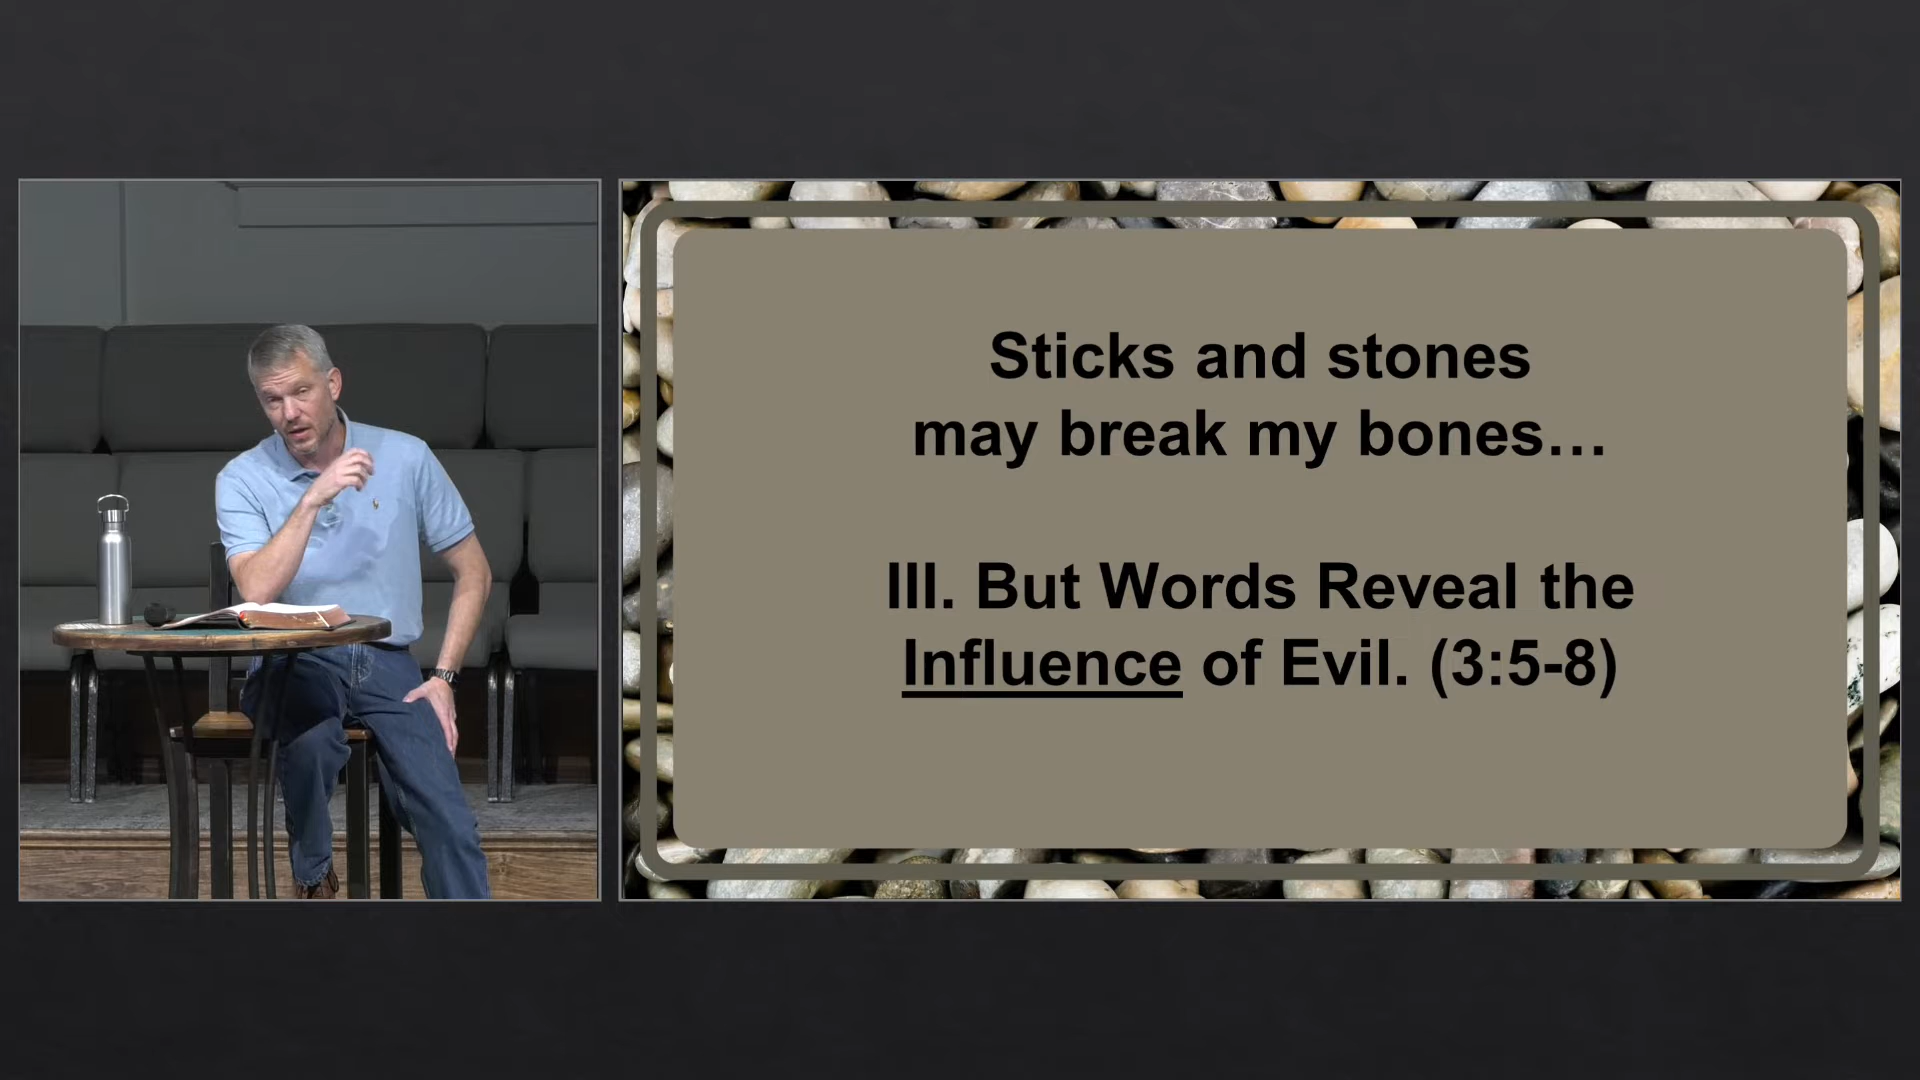 Sticks and stones
may break my bones…
III. But Words Reveal the
Influence of Evil. (3:5-8)